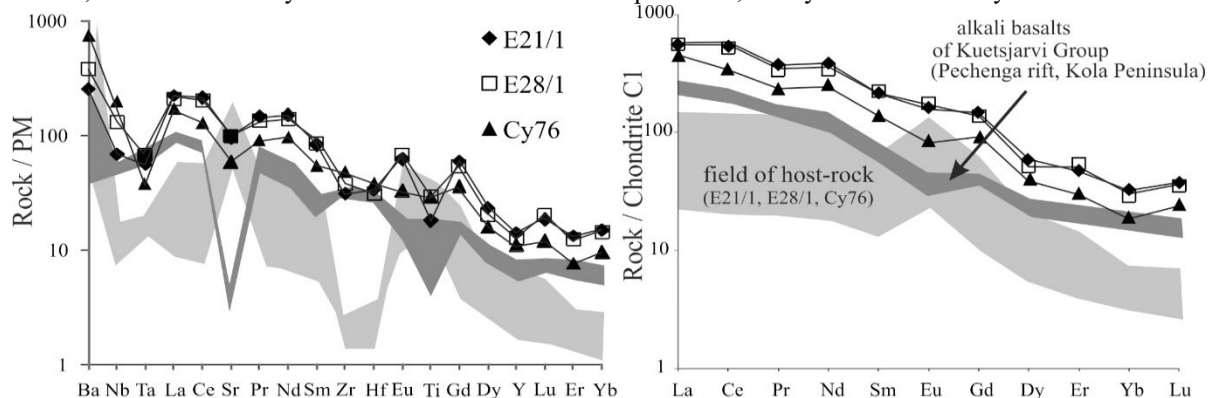 1000
100
10
1
Rock / PM
E21/1
E28/1
Cy76
Ba Nb Ta La Ce Sr Pr Nd Sm Zr Hf Eu Ti Gd Dy Y Lu Er Yb
1000
100
10
1
Rock / Chondrite C1
alkali basalts
of Kuetsjarvi Group
(Pechenga rift, Kola Peninsula)
field of host-rock
(E21/1, E28/1, Cy76)
La Ce Pr Nd Sm Eu Gd Dy Er Yb Lu